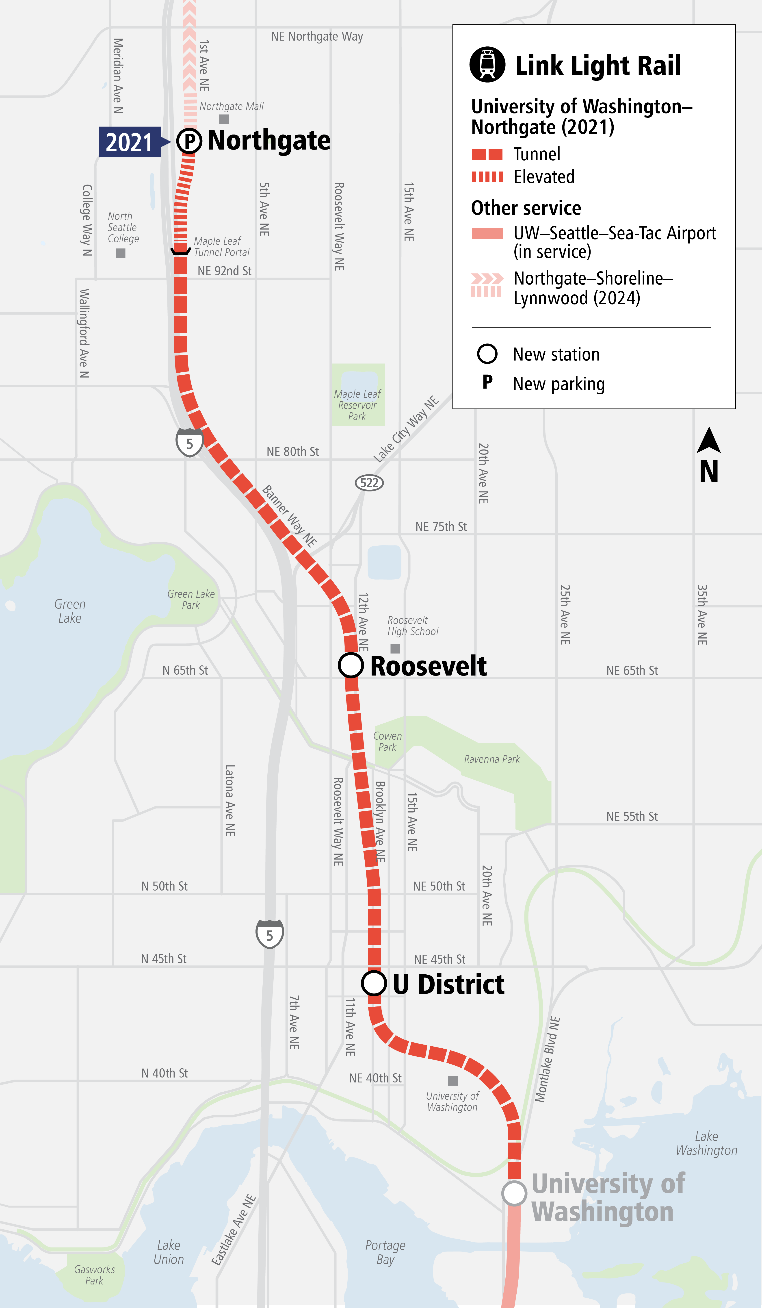 NE Northgate Way
Meridian Ave N
1st Ave NE
Northgate Mall
2021
P
Northgate
College Way N
North
Seattle
College
5th Ave NE
Roosevelt Way NE
15th Ave NE
Maple Leaf
Tunnel Portal
NE 92nd St
Wallingford Ave N
Link Light Rail
University of Washington–
Northgate (2021)
Tunnel
Elevated
Other service
UW–Seattle–Sea-Tac Airport
(in service)
Northgate–Shoreline–
Lynnwood (2024)
New station
P
New parking
N
Maple Leaf
Reservoir
Park
Lake City Way NE
5
NE 80th St
20th Ave NE
522
Banner Way NE
NE 75th St
Green
Lake
Green Lake
Park
12th Ave NE
Roosevelt
High School
25th Ave NE
35th Ave NE
N 65th St
Roosevelt
NE 65th St
Cowen
Park
Ravenna Park
Latona Ave NE
Roosevelt Way NE
Brooklyn Ave NE
15th Ave NE
NE 55th St
20th Ave NE
N 50th St
NE 50th St
5
N 45th St
NE 45th St
U District
7th Ave NE
11th Ave NE
Montlake Blvd NE
N 40th St
NE 40th St
University of
Washington
Lake
Washington
University of
Washington
Eastlake Ave NE
Lake
Union
Portage
Bay
Gasworks
Park